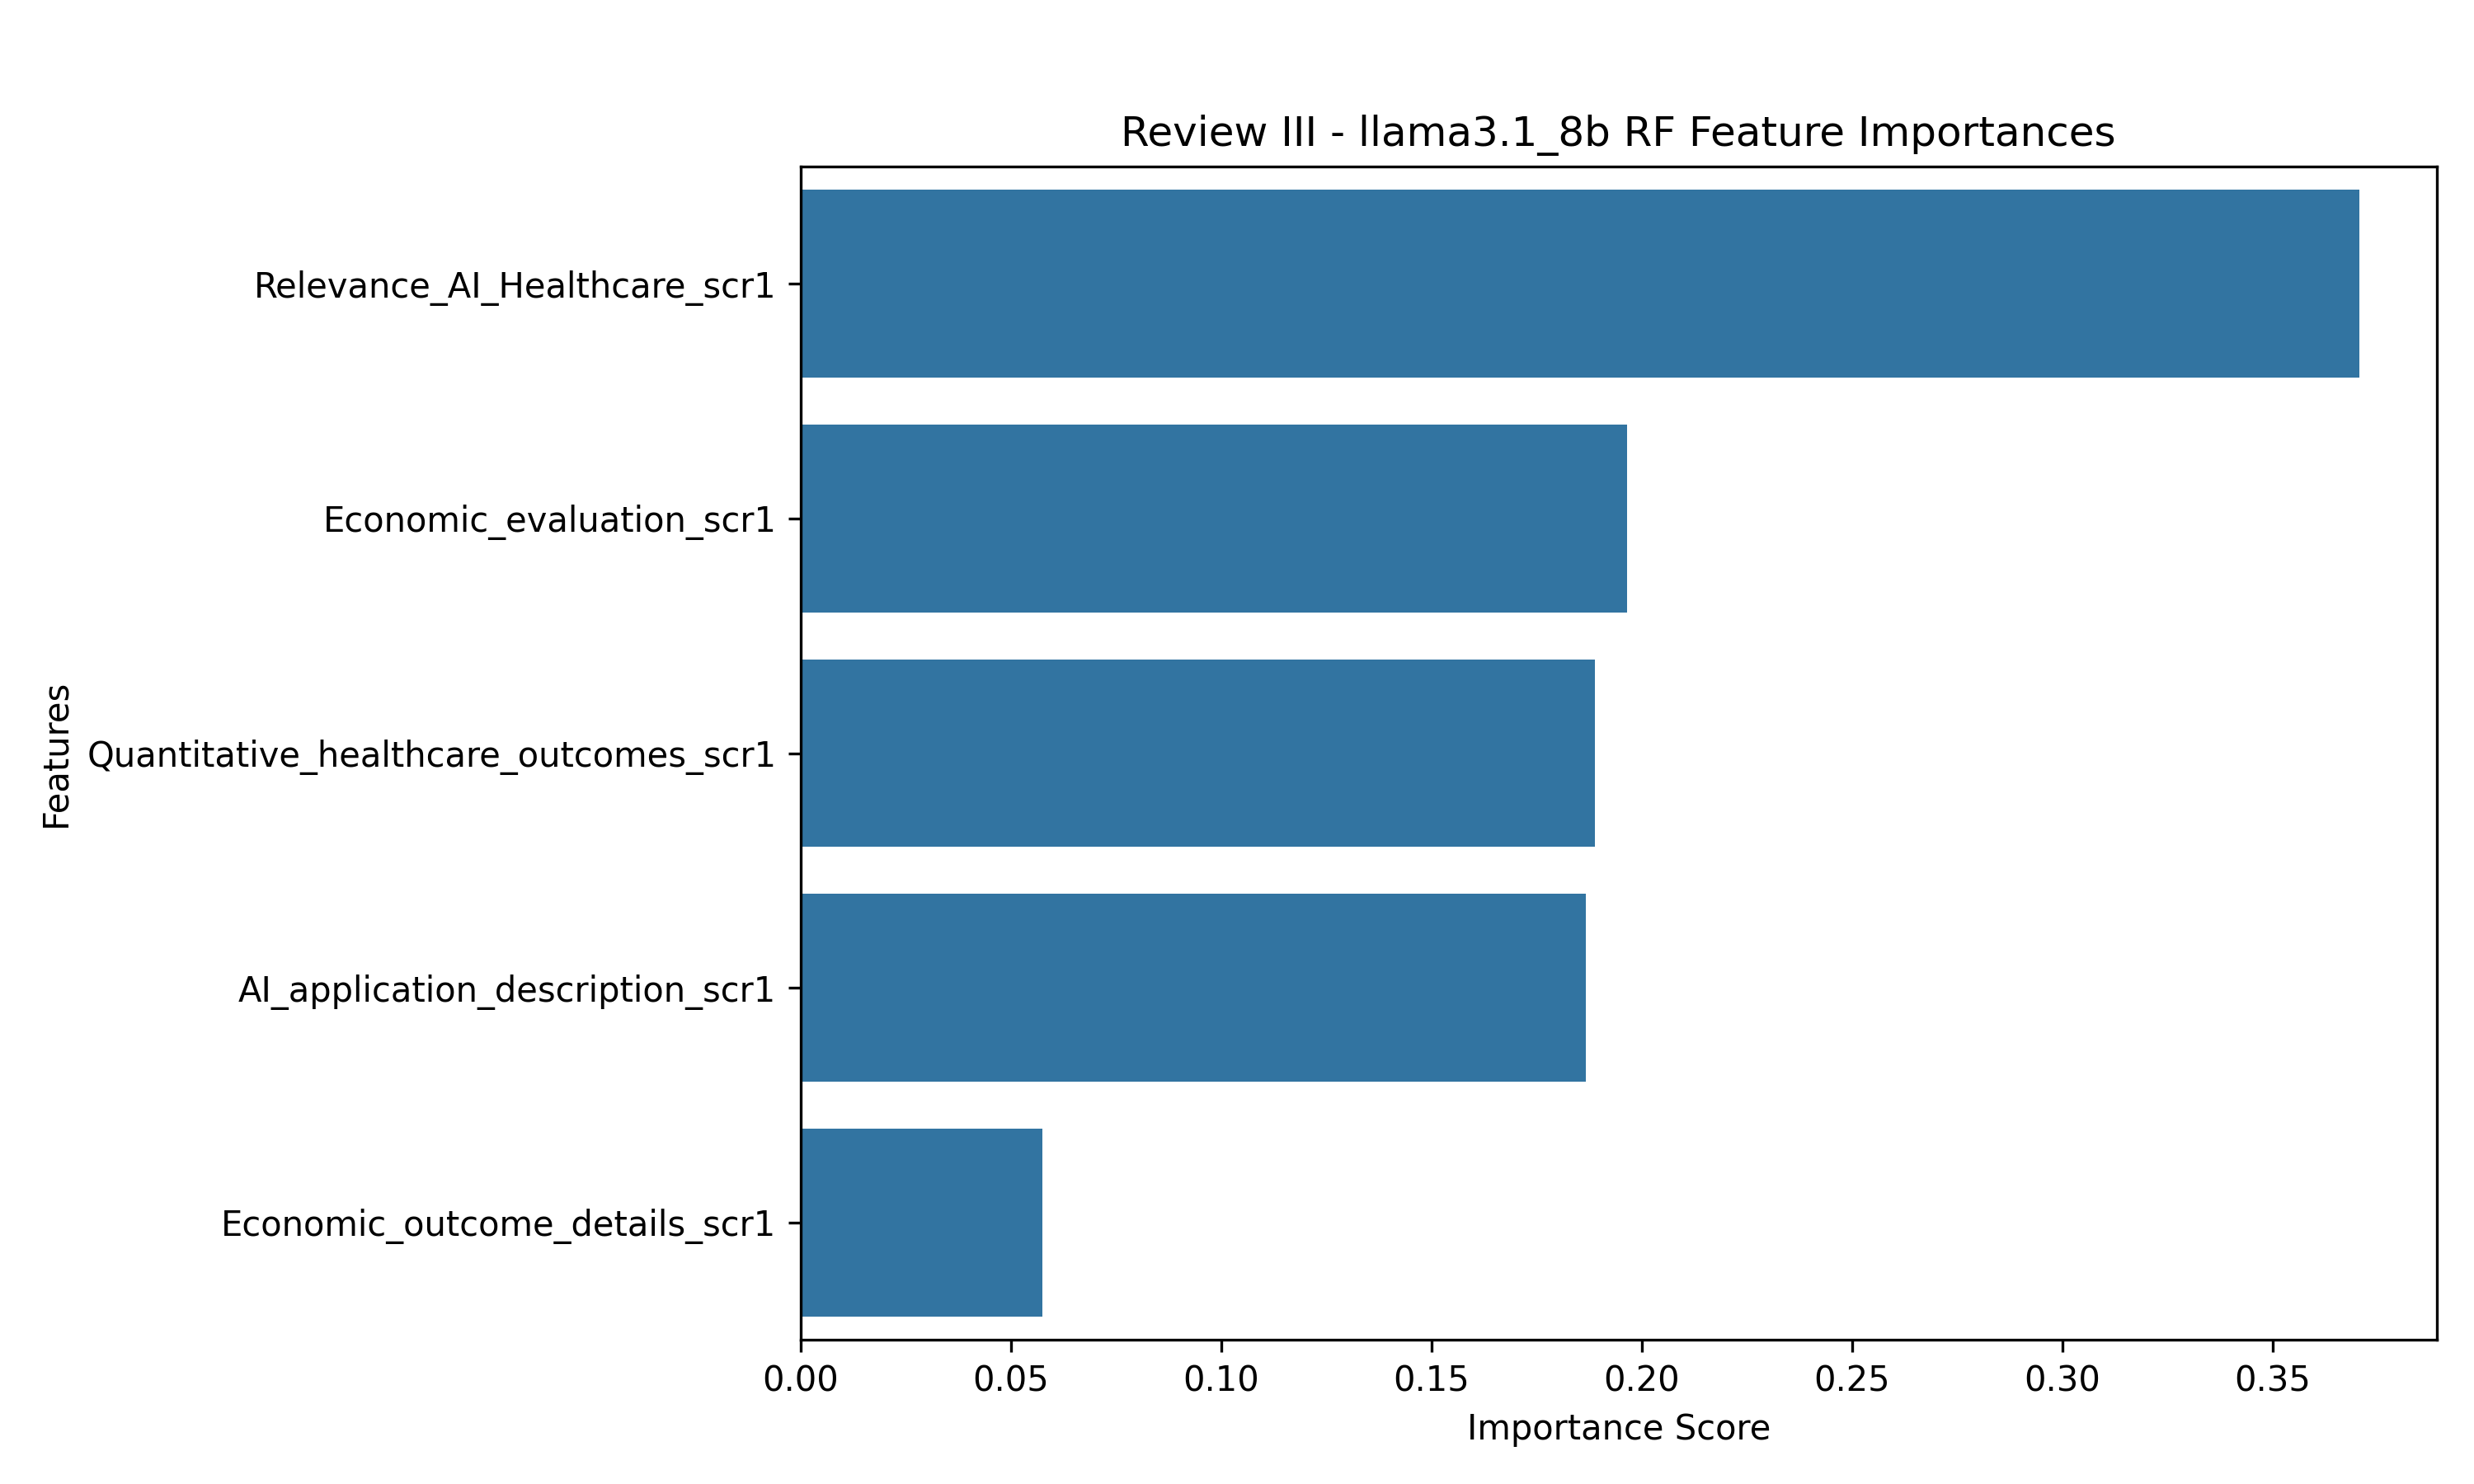 Review III - llama3.1_8b RF Feature Importances
Features
Relevance_AI_Healthcare_scr1
Economic_evaluation_scr1
Quantitative_healthcare_outcomes_scr1
AI_application_description_scr1
Economic_outcome_details_scr1
0.00 0.05 0.10 0.15 0.20 0.25 0.30 0.35
Importance Score